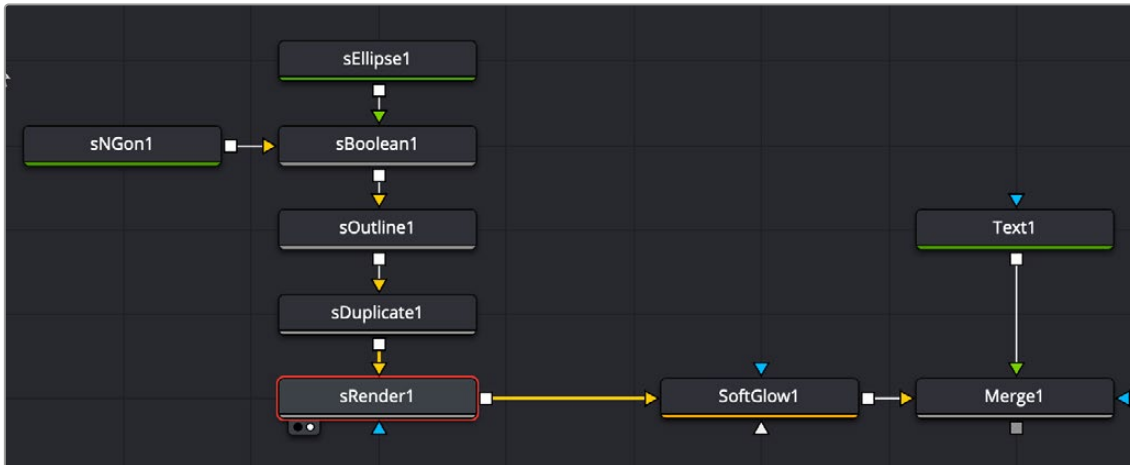 sEllipse1
sNGon1
sBoolean1
sOutline1
Text1
sDuplicate1
sRender1
SoftGlow1
Merge1